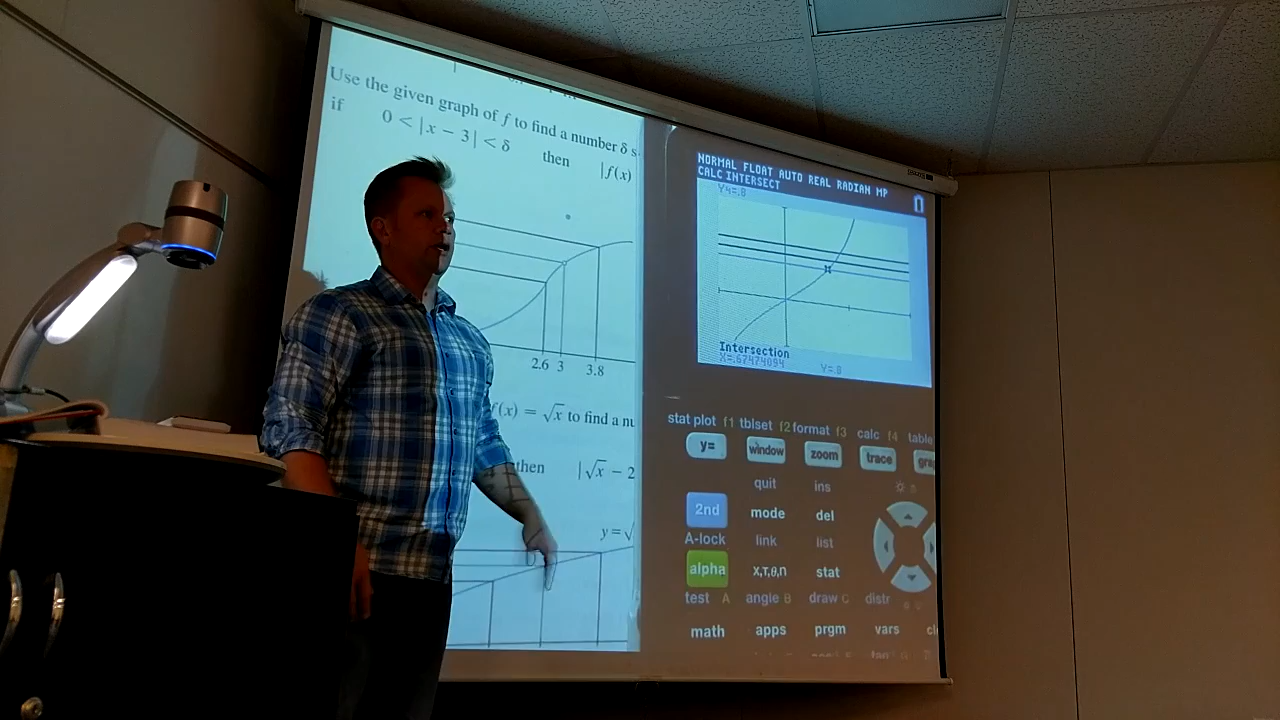 Use the given graph of f to find a number δ s
if 0 < |x − 3| < δ then |f(x)
2.6 3 3.8
f(x) = √x to find a nu
then |√x − 2
y = √
NORMAL FLOAT AUTO REAL RADIAN MP
CALC INTERSECT
Y4=.8
Intersection
X=.67474094 Y=.8
stat plot f1 tblset f2 format f3 calc f4 table
y= window zoom trace gra
quit ins
2nd mode del
A-lock link list
alpha X,T,θ,n stat
test A angle B draw C distr
math apps prgm vars cl